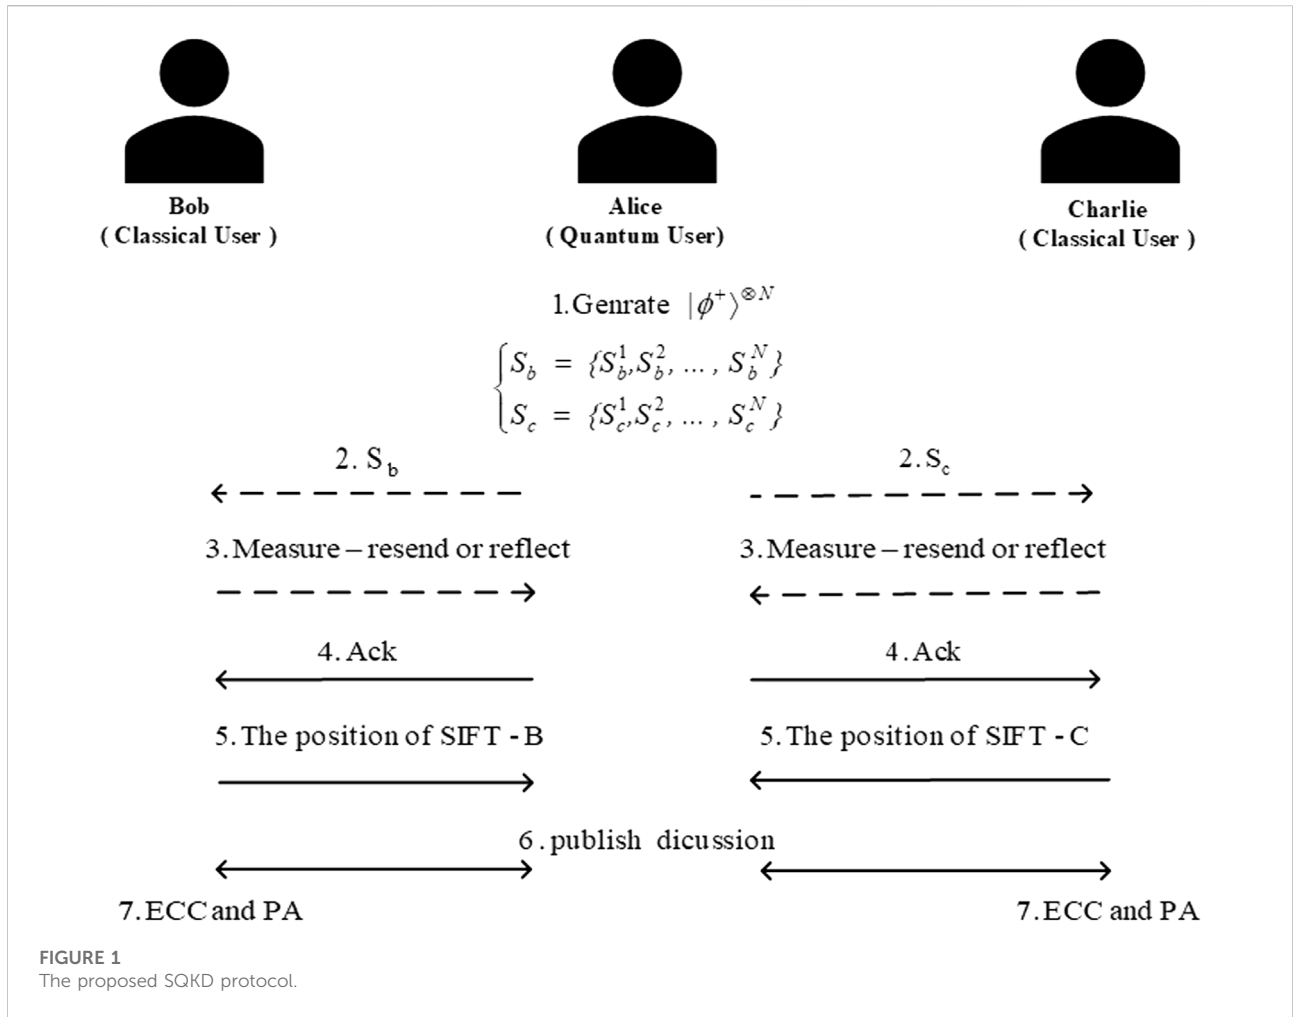 Bob
( Classical User )
Alice
( Quantum User)
Charlie
( Classical User )
1.Genrate |ϕ⁺⟩^⊗N
S_b = {S_b^1,S_b^2, ... , S_b^N}
S_c = {S_c^1,S_c^2, ... , S_c^N}
2. S_b
2.S_c
3.Measure – resend or reflect
3.Measure – resend or reflect
4.Ack
4.Ack
5.The position of SIFT - B
5.The position of SIFT - C
6.publish dicussion
7.ECC and PA
7.ECC and PA
FIGURE 1
The proposed SQKD protocol.